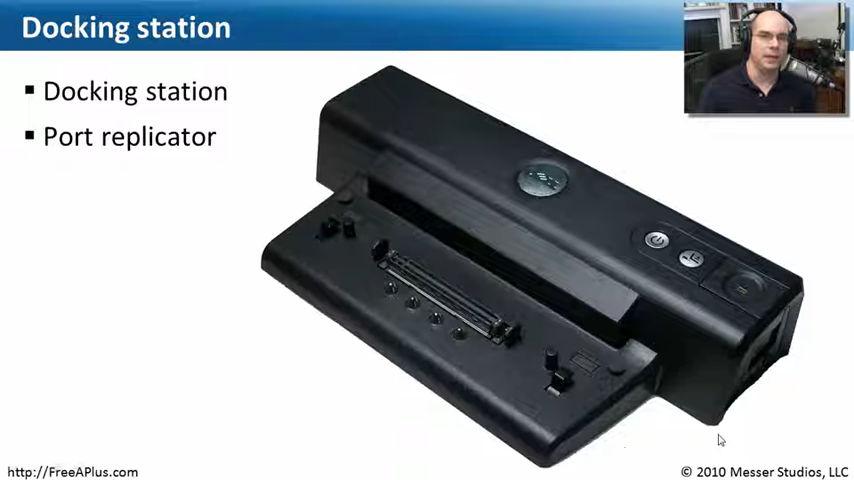 Docking station
▪ Docking station
▪ Port replicator
http://FreeAPlus.com
© 2010 Messer Studios, LLC